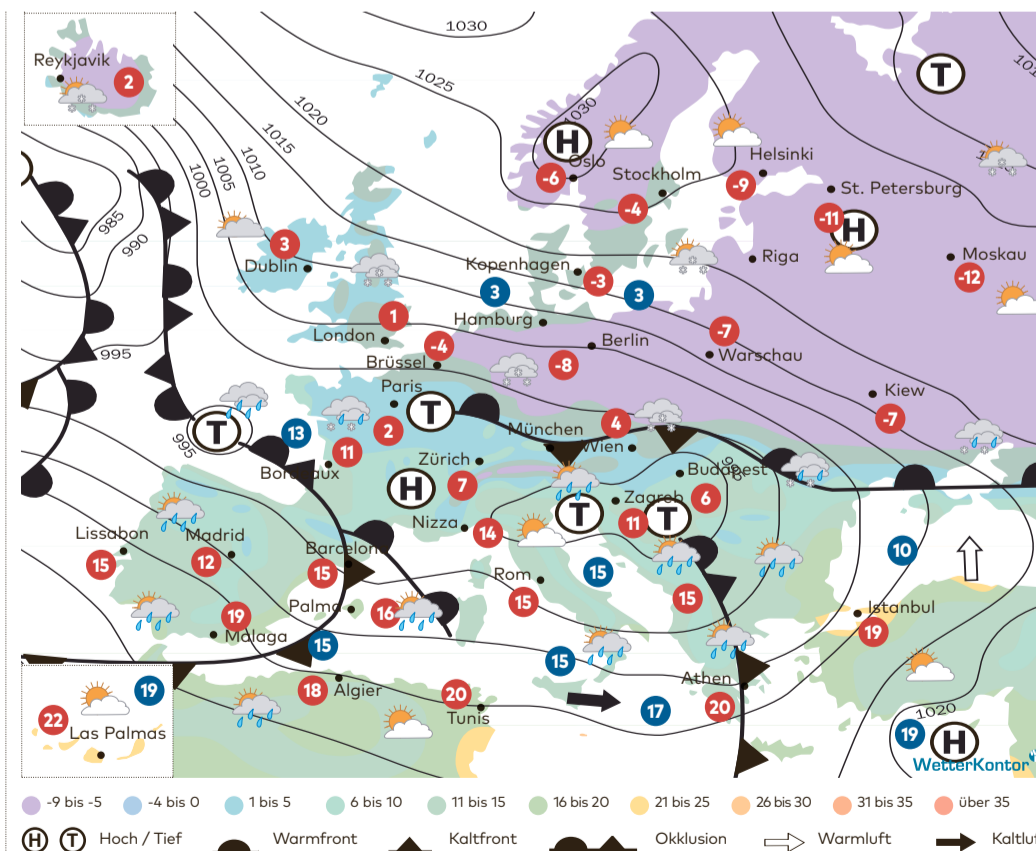 1030
Reykjavik
2
T
1025
1030
1020
1015
H
Oslo
-6
Stockholm
-4
Helsinki
-9
1010
1005
1000
St. Petersburg
-11
H
985
990
3
Dublin
Kopenhagen
-3
Riga
Moskau
-12
3
3
Hamburg
1
London
-7
Warschau
995
-4
Brüssel
Berlin
-8
Kiew
-7
Paris
T
2
4
T
995
13
11
Bordeaux
München
Wien
Zürich
7
H
Budapest
6
Zagreb
11
T
T
Nizza
14
Lissabon
15
Madrid
12
Barcelona
15
10
Rom
15
15
15
Palma
16
19
Malaga
Istanbul
19
15
15
Athen
20
19
22
Las Palmas
18
Algier
20
Tunis
17
1020
19
H
WetterKontor
-9 bis -5
-4 bis 0
1 bis 5
6 bis 10
11 bis 15
16 bis 20
21 bis 25
26 bis 30
31 bis 35
über 35
H T Hoch / Tief
Warmfront
Kaltfront
Okklusion
Warmluft
Kaltluft